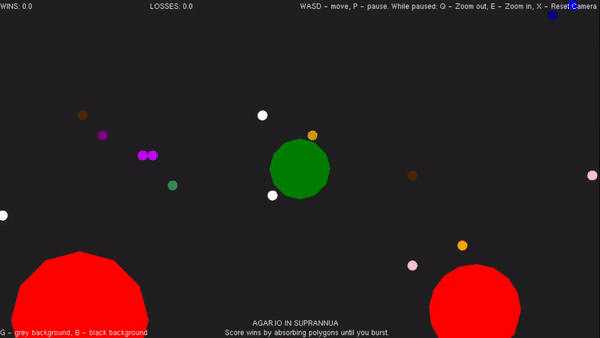 WINS: 0.0 LOSSES: 0.0 WASD - move, P - pause. While paused: Q - Zoom out, E - Zoom in, X - Reset Camera
AGAR.IO IN SUPRANNUA
G - grey background, B - black background Score wins by absorbing polygons until you burst.